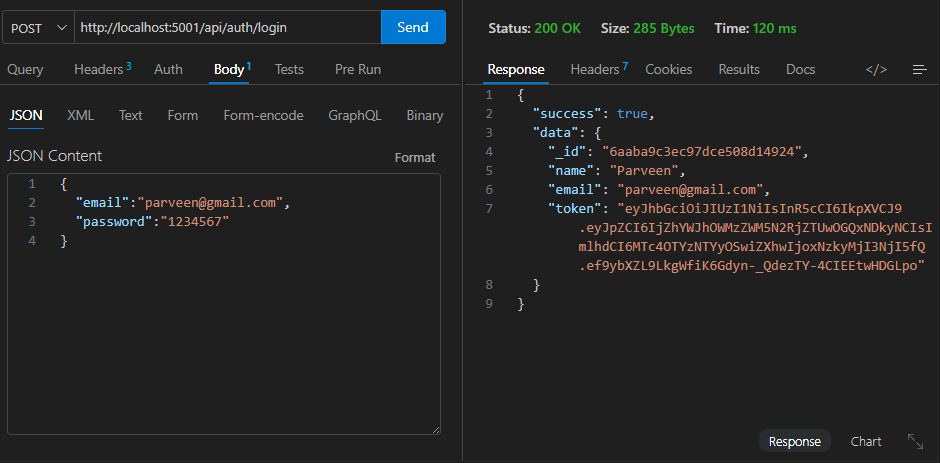 POST http://localhost:5001/api/auth/login Send
Query Headers 3 Auth Body 1 Tests Pre Run
JSON XML Text Form Form-encode GraphQL Binary
JSON Content Format
1 {
2 "email":"parveen@gmail.com",
3 "password":"1234567"
4 }
Status: 200 OK Size: 285 Bytes Time: 120 ms
Response Headers 7 Cookies Results Docs </>
1 {
2 "success": true,
3 "data": {
4 "_id": "6aaba9c3ec97dce508d14924",
5 "name": "Parveen",
6 "email": "parveen@gmail.com",
7 "token": "eyJhbGciOiJIUzI1NiIsInR5cCI6IkpXVCJ9
.eyJpZCI6IjZhYWJhOWMzZWM5N2RjZTUwOGQxNDkyNCIsI
mlhdCI6MTc4OTYzNTYyOSwiZXhwIjoxNzkyMjI3NjI5fQ
.ef9ybXZL9LkgWfiK6Gdyn-_QdezTY-4CIEEtwHDGLpo"
8 }
9 }
Response Chart